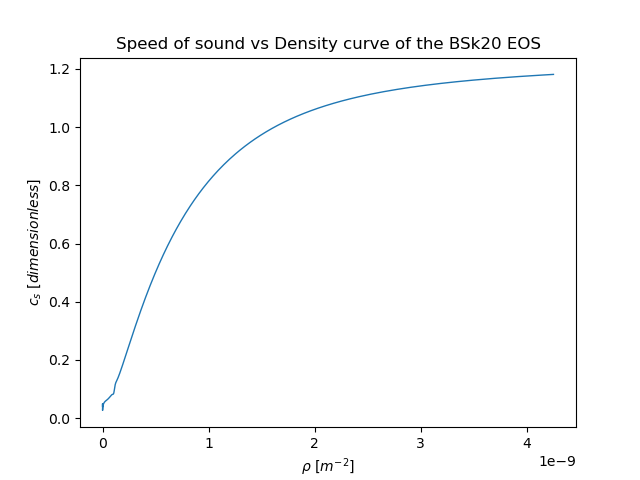 Speed of sound vs Density curve of the BSk20 EOS
1.2
1.0
0.8
0.6
0.4
0.2
0.0
c_s [dimensionless]
0 1 2 3 4
1e−9
ρ [m⁻²]